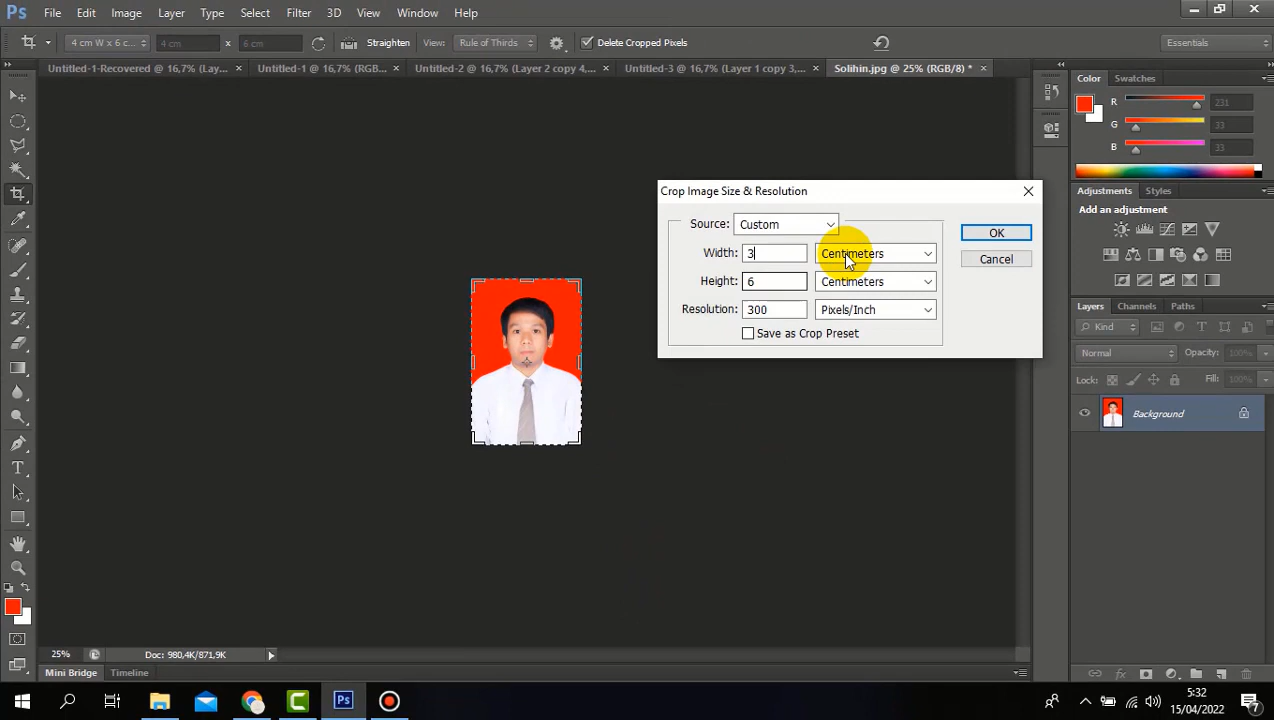 Ps File Edit Image Layer Type Select Filter 3D View Window Help
4 cm W x 6 c... 4 cm x 6 cm Straighten View: Rule of Thirds Delete Cropped Pixels Essentials
Untitled-1-Recovered @ 16,7% (Lay... × Untitled-1 @ 16,7% (RGB... × Untitled-2 @ 16,7% (Layer 2 copy 4,... × Untitled-3 @ 16,7% (Layer 1 copy 3,... × Solihin.jpg @ 25% (RGB/8) * ×
Color Swatches
R 231
G 33
B 33
Adjustments Styles
Add an adjustment
Crop Image Size & Resolution
Source: Custom
Width: 3 Centimeters
Height: 6 Centimeters
Resolution: 300 Pixels/Inch
Save as Crop Preset
OK
Cancel
Layers Channels Paths
Kind
Normal Opacity: 100%
Lock: Fill: 100%
Background
T
25% Doc: 980,4K/871,9K
Mini Bridge Timeline
C Ps
5:32
15/04/2022
7